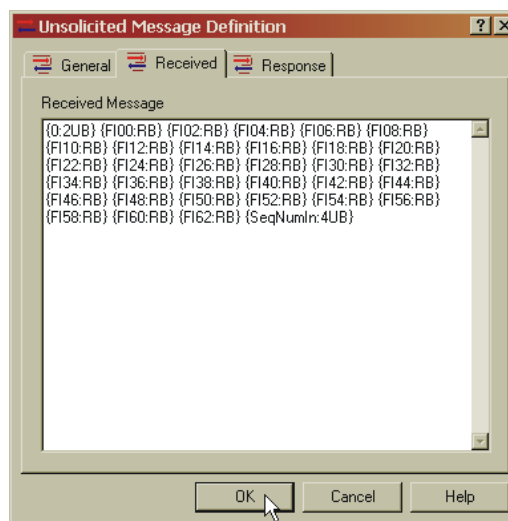 Unsolicited Message Definition
General Received Response
Received Message
{0:2UB} {FI00:RB} {FI02:RB} {FI04:RB} {FI06:RB} {FI08:RB}
{FI10:RB} {FI12:RB} {FI14:RB} {FI16:RB} {FI18:RB} {FI20:RB}
{FI22:RB} {FI24:RB} {FI26:RB} {FI28:RB} {FI30:RB} {FI32:RB}
{FI34:RB} {FI36:RB} {FI38:RB} {FI40:RB} {FI42:RB} {FI44:RB}
{FI46:RB} {FI48:RB} {FI50:RB} {FI52:RB} {FI54:RB} {FI56:RB}
{FI58:RB} {FI60:RB} {FI62:RB} {SeqNumIn:4UB}
OK Cancel Help